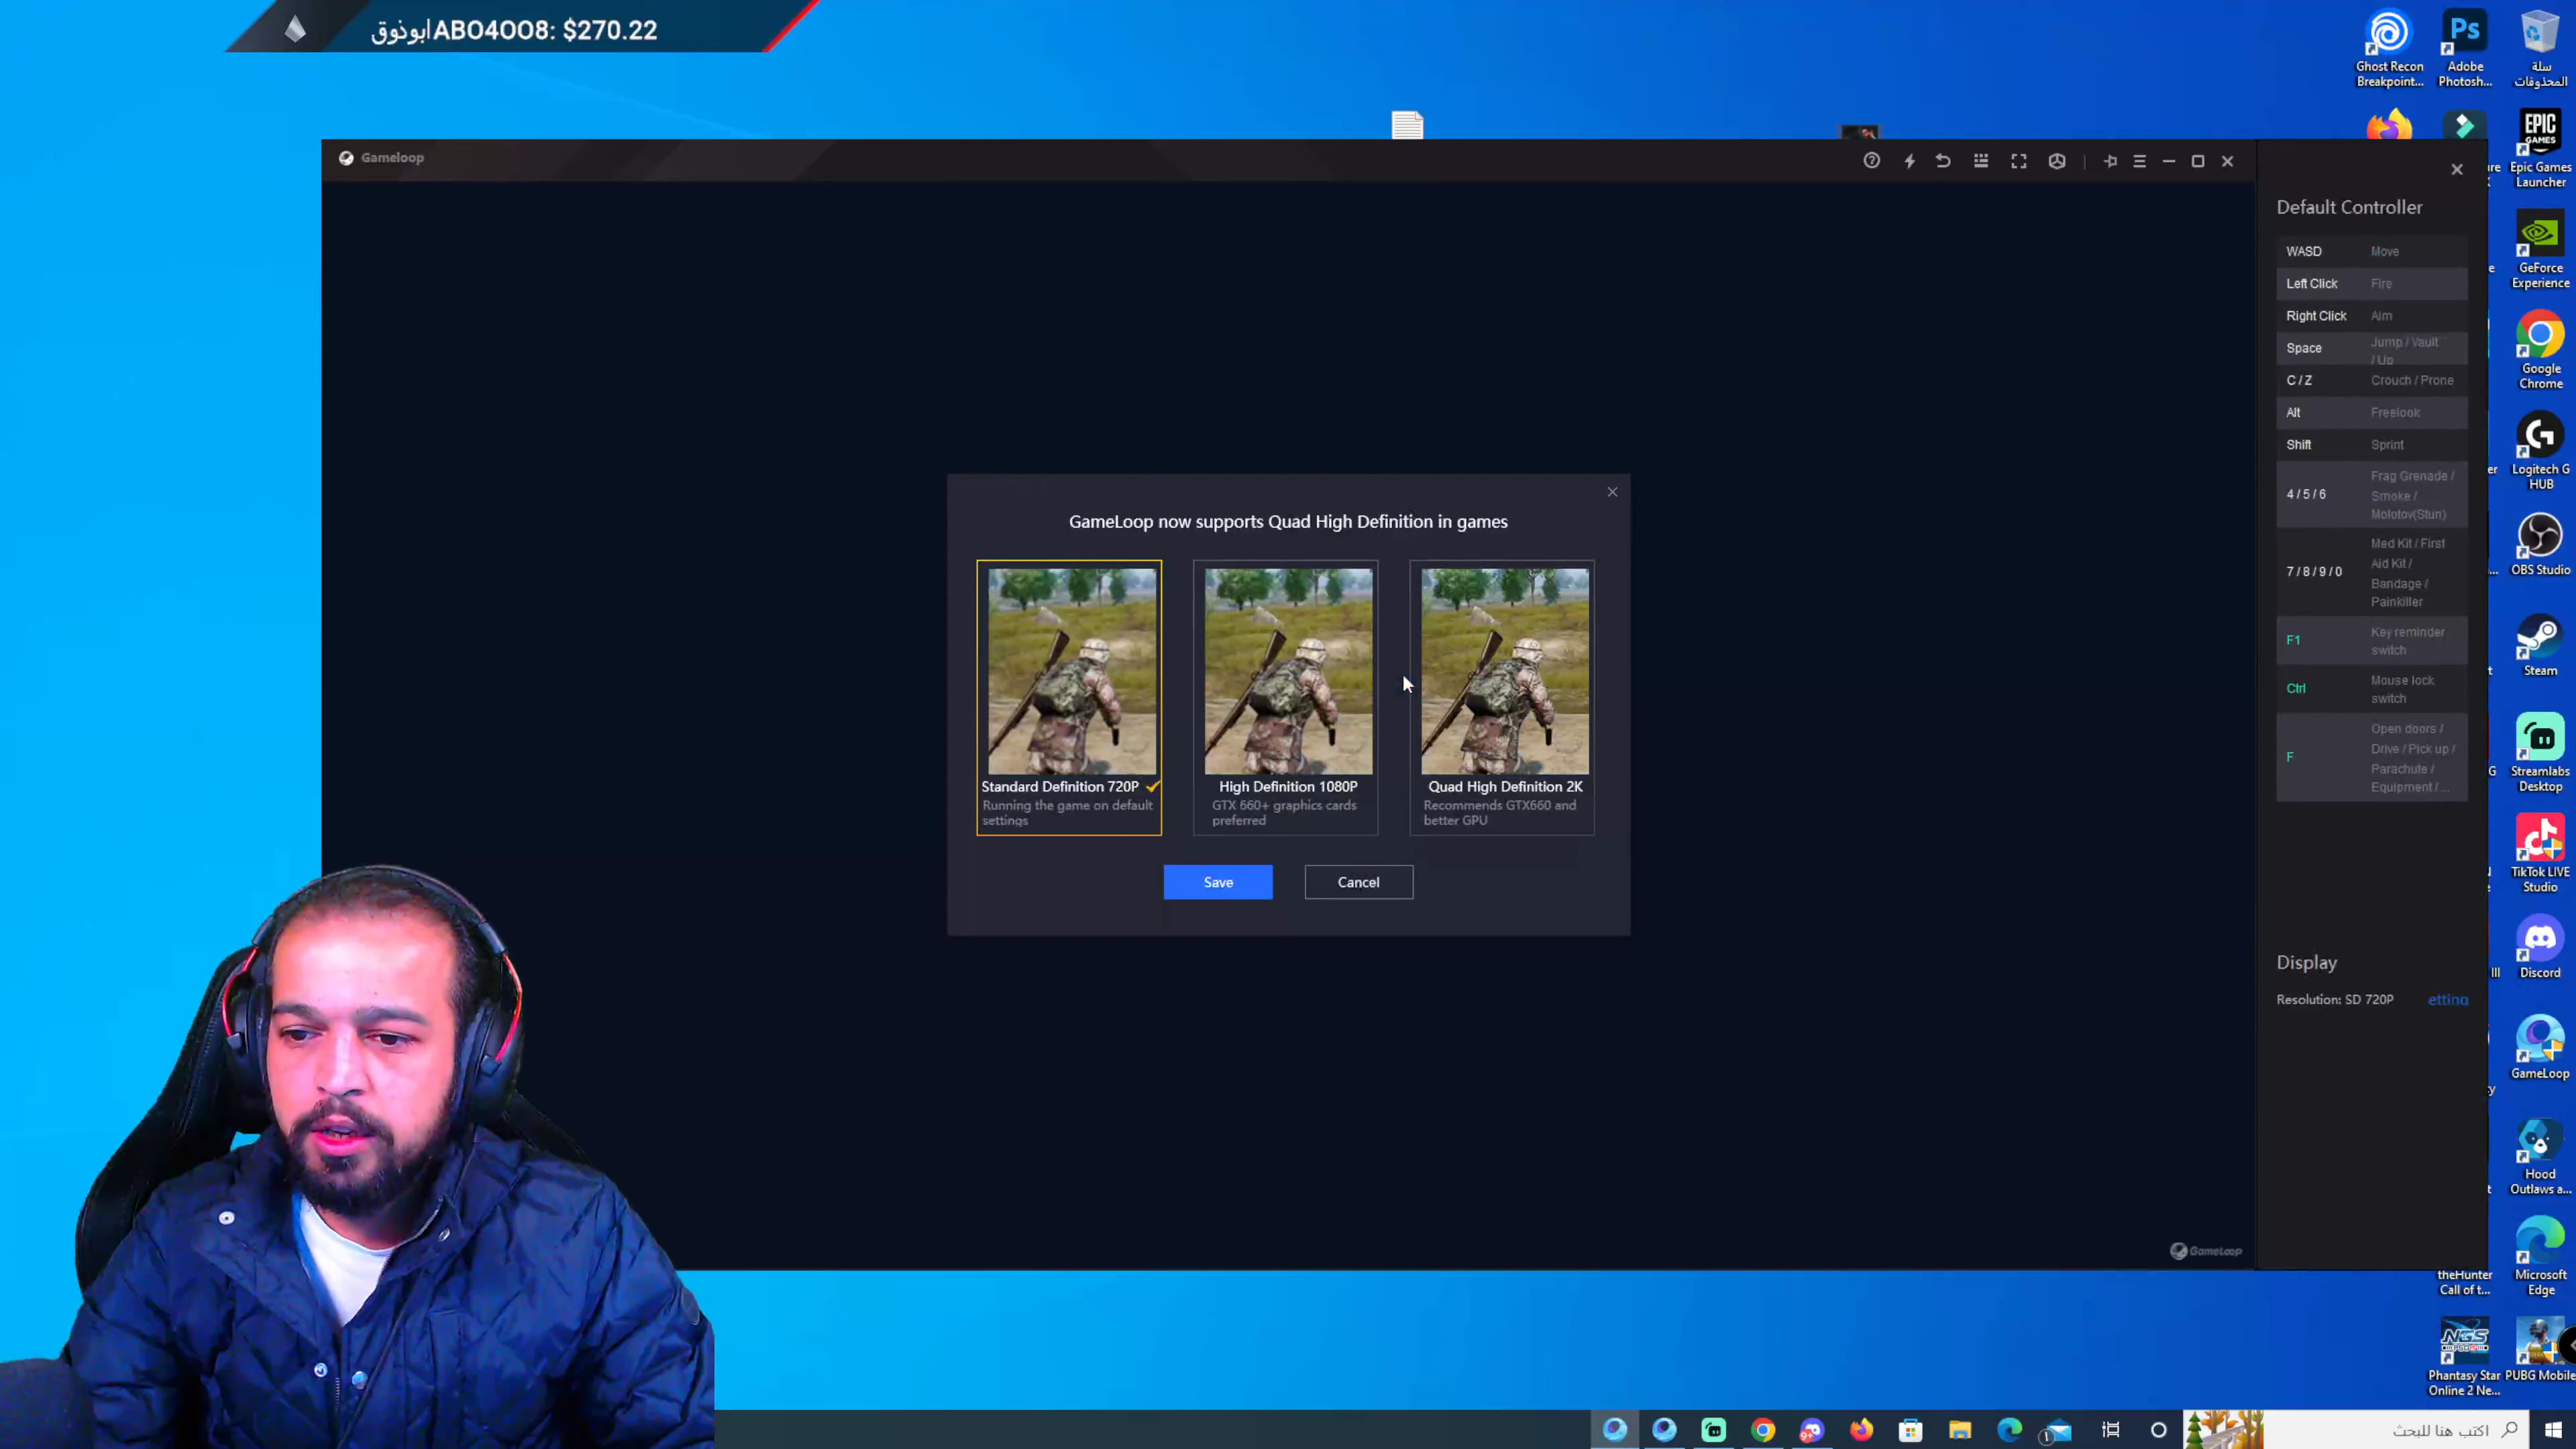 ابوذوق ABO4OO8: $270.22
Gameloop
GameLoop now supports Quad High Definition in games
Standard Definition 720P
Running the game on default
settings
High Definition 1080P
GTX 660+ graphics cards
preferred
Quad High Definition 2K
Recommends GTX660 and
better GPU
Save
Cancel
GameLoop
Default Controller
WASD Move
Left Click Fire
Right Click Aim
Space Jump / Vault
/ Up
C / Z Crouch / Prone
Alt Freelook
Shift Sprint
4 / 5 / 6 Frag Grenade /
Smoke /
Molotov(Stun)
7 / 8 / 9 / 0 Med Kit / First
Aid Kit /
Bandage /
Painkiller
F1 Key reminder
switch
Ctrl Mouse lock
switch
F Open doors /
Drive / Pick up /
Parachute /
Equipment / ...
Display
Resolution: SD 720P etting
Ghost Recon
Breakpoint...
Adobe
Photosh...
سلة
المحذوفات
Epic Games
Launcher
GeForce
Experience
Google
Chrome
Logitech G
HUB
OBS Studio
Steam
Streamlabs
Desktop
TikTok LIVE
Studio
Discord
GameLoop
Hood
Outlaws a...
theHunter
Call of t...
Microsoft
Edge
Phantasy Star
Online 2 Ne...
PUBG Mobile
اكتب هنا للبحث